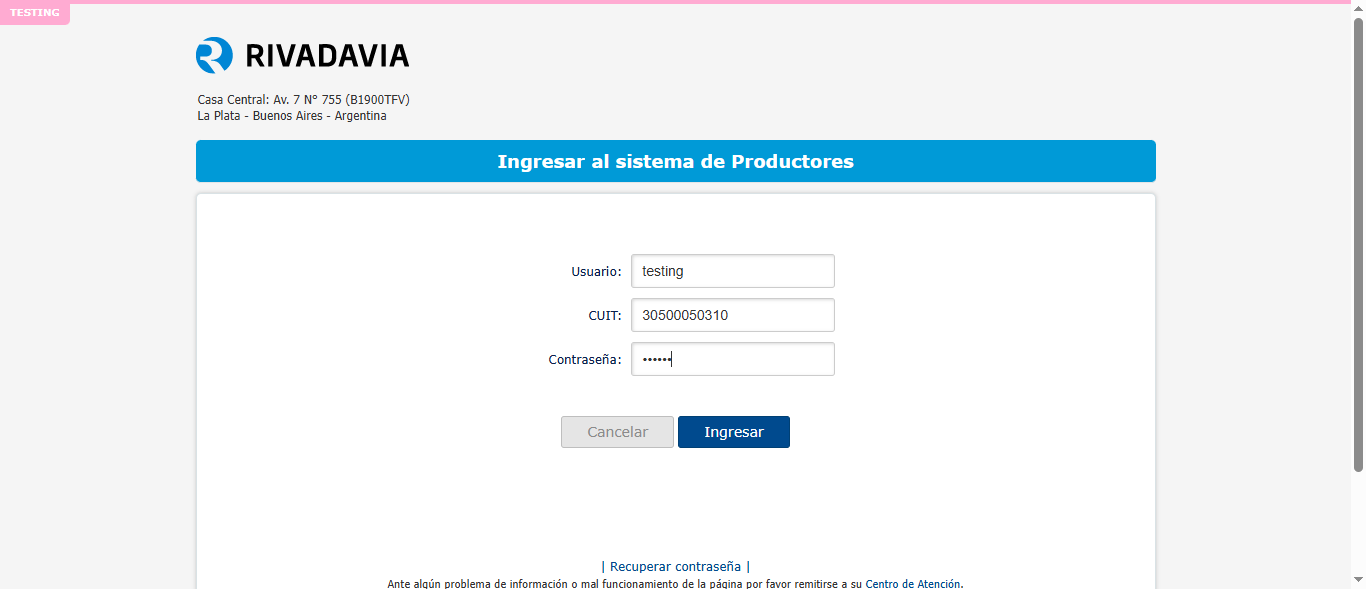 TESTING
RIVADAVIA
Casa Central: Av. 7 N° 755 (B1900TFV)
La Plata - Buenos Aires - Argentina
Ingresar al sistema de Productores
Usuario: testing
CUIT: 30500050310
Contraseña: ••••••
Cancelar Ingresar
| Recuperar contraseña |
Ante algún problema de información o mal funcionamiento de la página por favor remitirse a su Centro de Atención.